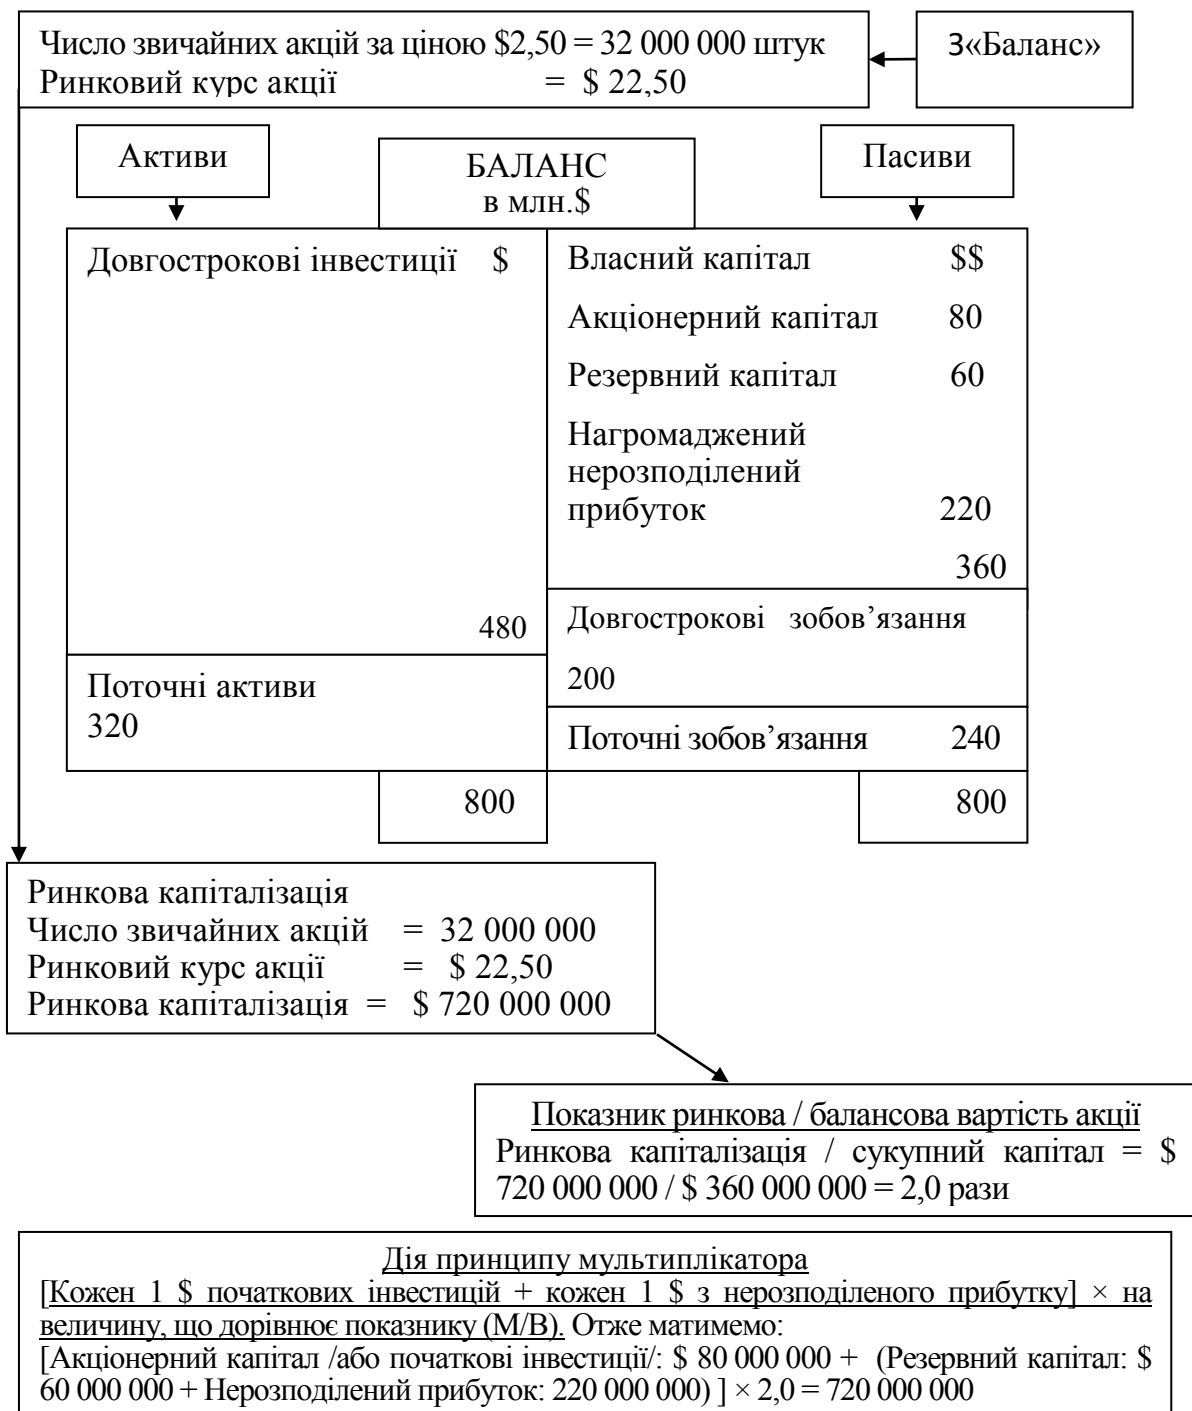 Число звичайних акцій за ціною $2,50 = 32 000 000 штук
Ринковий курс акції = $ 22,50
З«Баланс»
Активи
БАЛАНС
в млн.$
Пасиви
Довгострокові інвестиції $
480
Поточні активи
320
800
Власний капітал $$
Акціонерний капітал 80
Резервний капітал 60
Нагромаджений
нерозподілений
прибуток 220
360
Довгострокові зобов’язання
200
Поточні зобов’язання 240
800
Ринкова капіталізація
Число звичайних акцій = 32 000 000
Ринковий курс акції = $ 22,50
Ринкова капіталізація = $ 720 000 000
Показник ринкова / балансова вартість акції
Ринкова капіталізація / сукупний капітал = $
720 000 000 / $ 360 000 000 = 2,0 рази
Дія принципу мультиплікатора
[Кожен 1 $ початкових інвестицій + кожен 1 $ з нерозподіленого прибутку] × на
величину, що дорівнює показнику (М/В). Отже матимемо:
[Акціонерний капітал /або початкові інвестиції/: $ 80 000 000 + (Резервний капітал: $
60 000 000 + Нерозподілений прибуток: 220 000 000) ] × 2,0 = 720 000 000